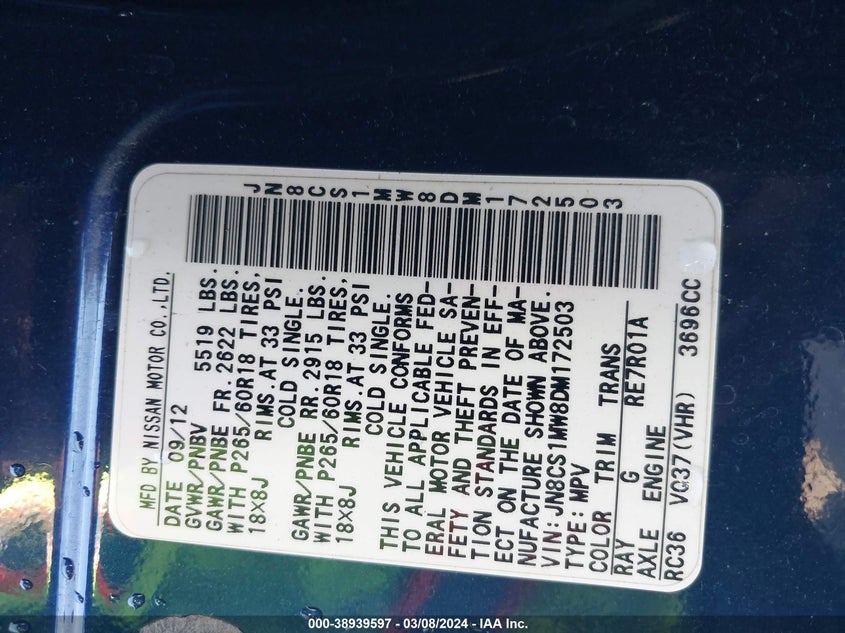 MFD BY NISSAN MOTOR CO.,LTD.
DATE 09/12
GVWR/PNBV 5519 LBS.
GAWR/PNBE FR.2622 LBS.
WITH P265/60R18 TIRES,
18X8J RIMS.AT 33 PSI
COLD SINGLE.
GAWR/PNBE RR.2915 LBS.
WITH P265/60R18 TIRES,
18X8J RIMS.AT 33 PSI
COLD SINGLE.
THIS VEHICLE CONFORMS
TO ALL APPLICABLE FED-
ERAL MOTOR VEHICLE SA-
FETY AND THEFT PREVEN-
TION STANDARDS IN EFF-
ECT ON THE DATE OF MA-
NUFACTURE SHOWN ABOVE.
VIN:JN8CS1MW8DM172503
TYPE:MPV
COLOR TRIM TRANS
RAY G RE7R01A
AXLE ENGINE
RC36 VQ37(VHR) 3696CC
JN8CS1MW8DM172503
000-38939597 - 03/08/2024 - IAA Inc.